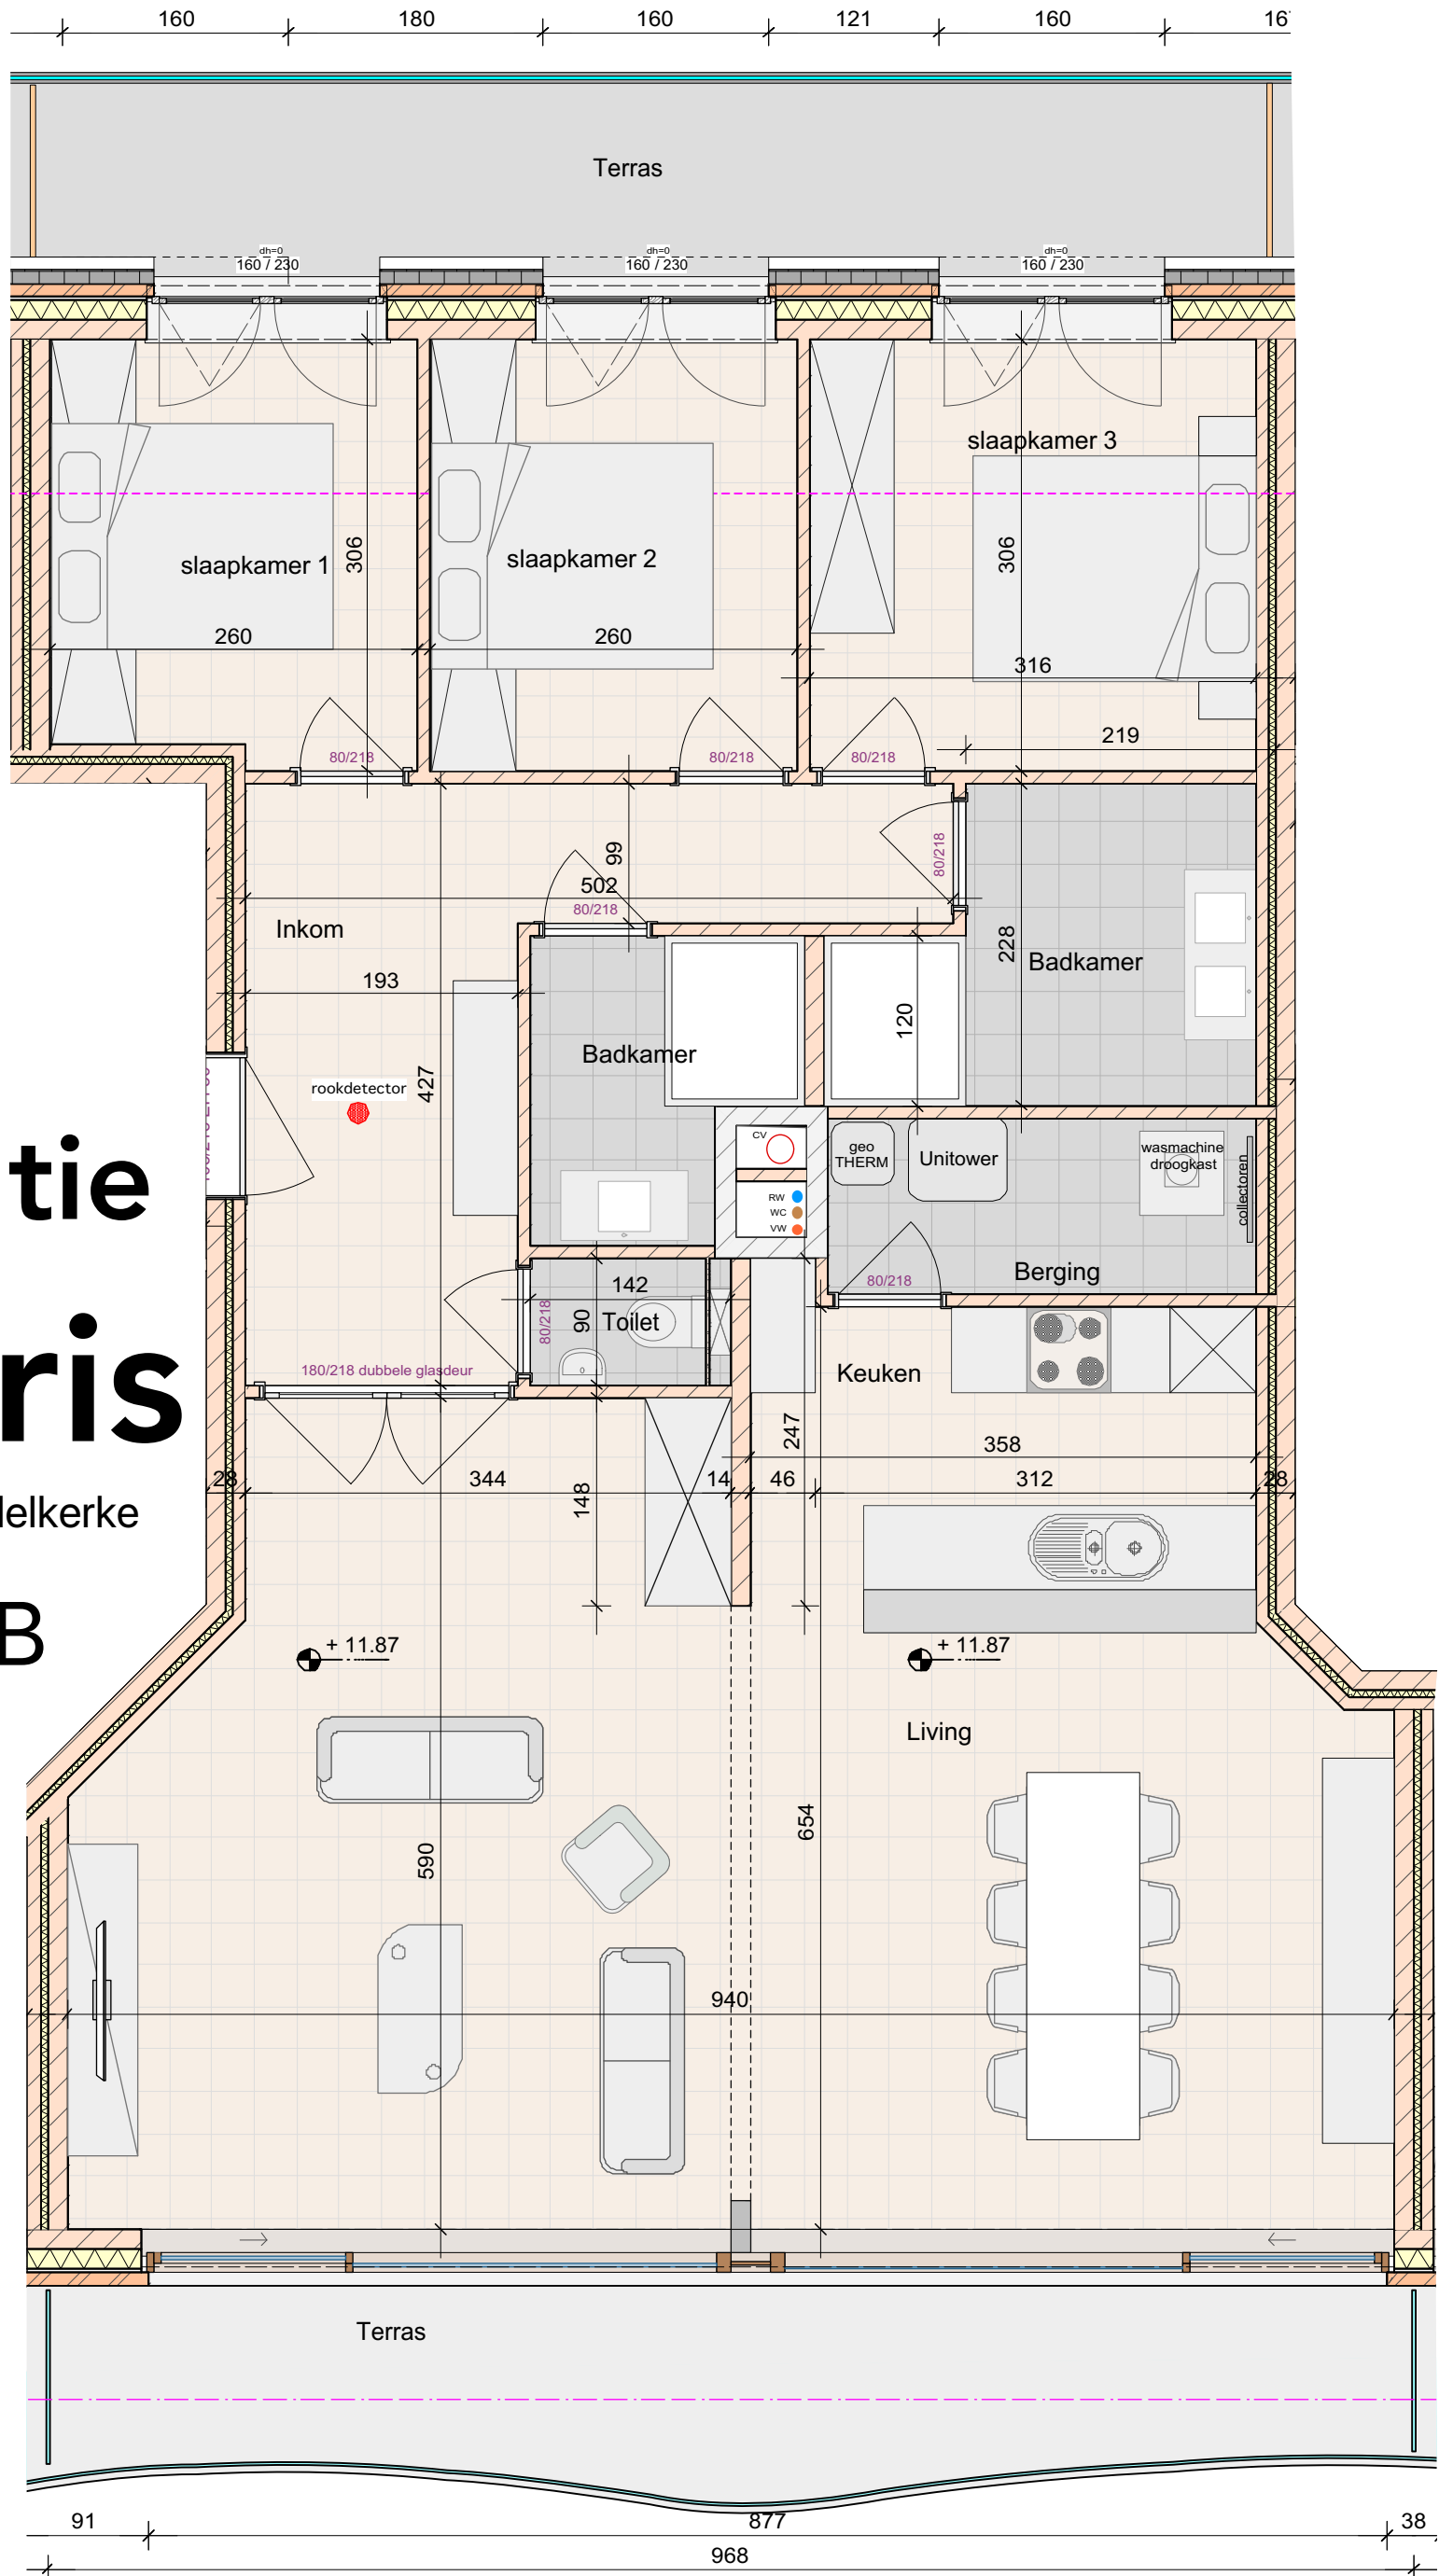 160 180 160 121 160
Terras
dh=0 dh=0 dh=0
160 / 230 160 / 230 160 / 230
slaapkamer 3
306 306
slaapkamer 1 slaapkamer 2
260 260
316
219
80/218 80/218 80/218
99
80/218
502
80/218
Inkom
228
Badkamer
193
120
Badkamer
427
rookdetector
CV
geo
THERM
Unitower
wasmachine
droogkast
collectoren
tie
RW
WC
VW
Berging
80/218
142
90
Toilet
80/218
180/218 dubbele glasdeur
Keuken
ris
247
358
28 344 14 46 312 28
148
elkerke
B
+ 11.87 + 11.87
Living
654
590
940
Terras
91 877 38
968